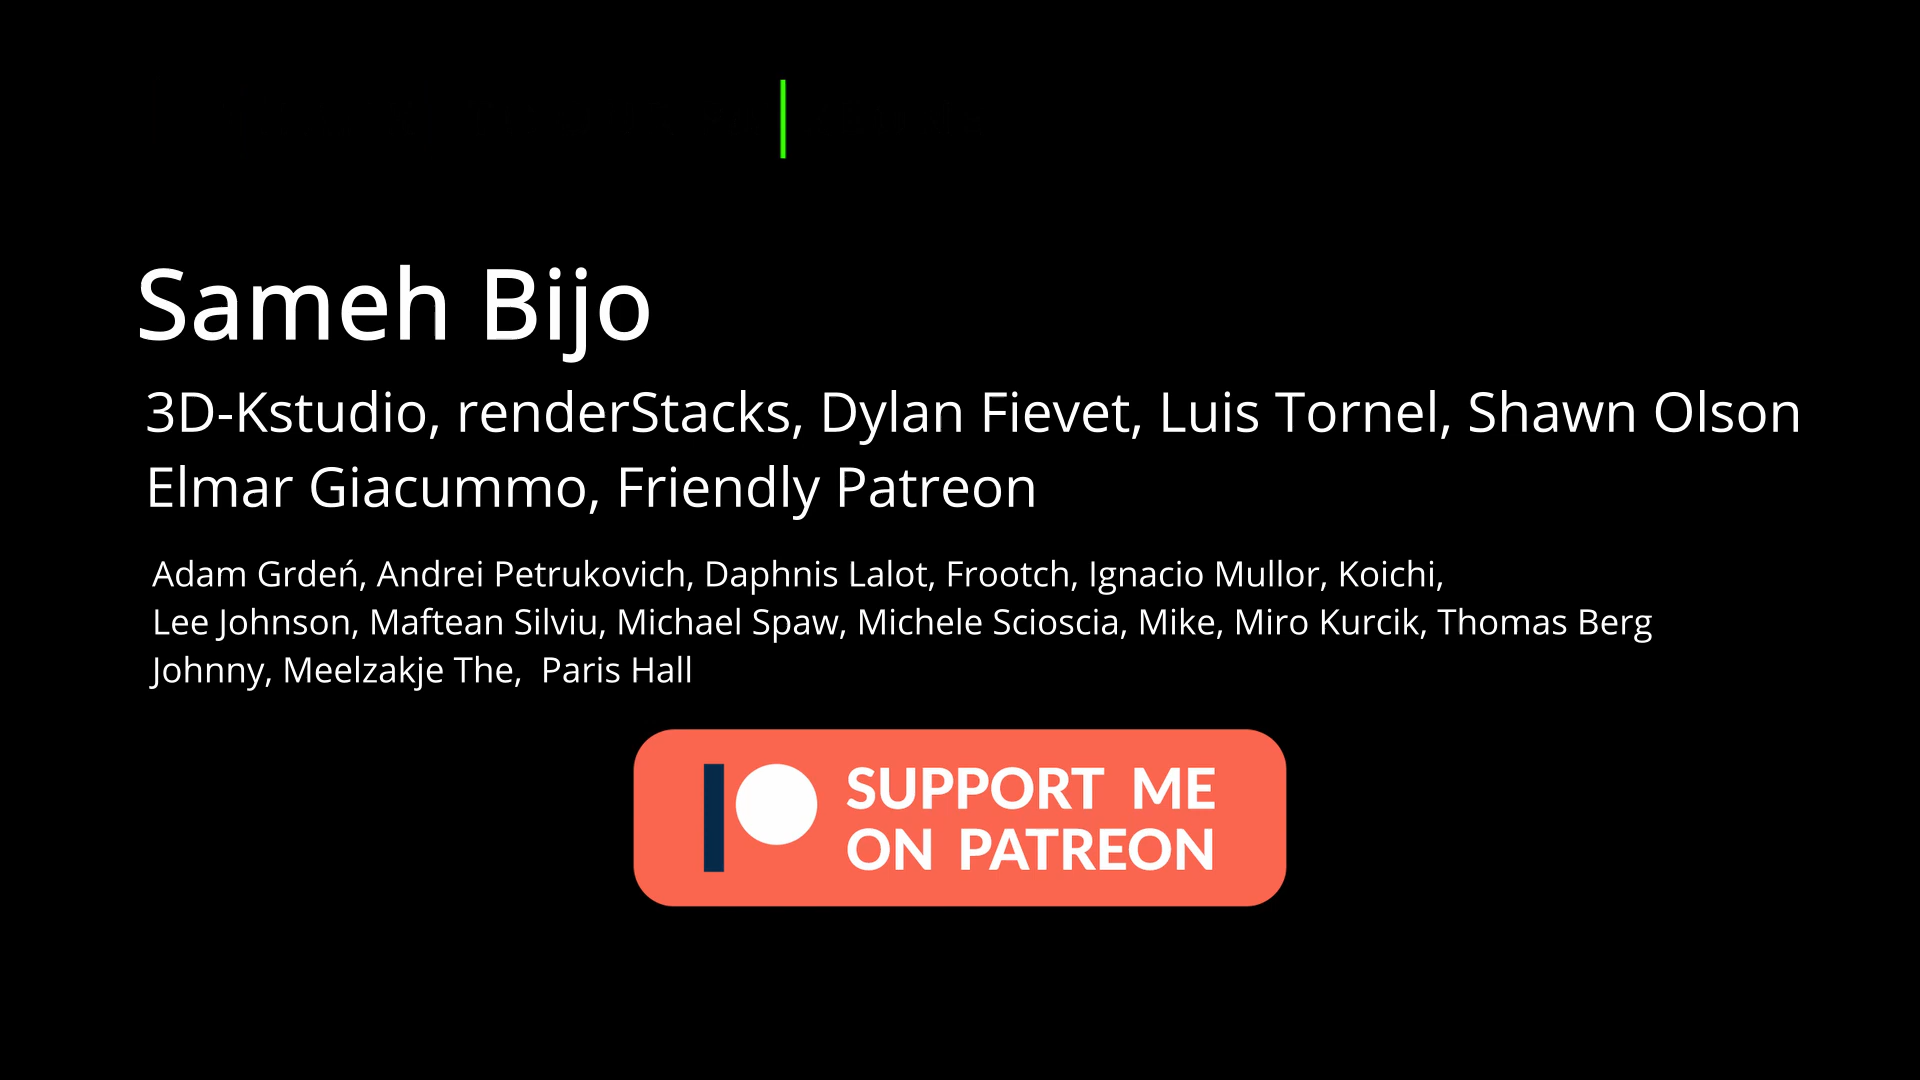 Sameh Bijo
3D-Kstudio, renderStacks, Dylan Fievet, Luis Tornel, Shawn Olson
Elmar Giacummo, Friendly Patreon
Adam Grdeń, Andrei Petrukovich, Daphnis Lalot, Frootch, Ignacio Mullor, Koichi,
Lee Johnson, Maftean Silviu, Michael Spaw, Michele Scioscia, Mike, Miro Kurcik, Thomas Berg
Johnny, Meelzakje The,  Paris Hall
SUPPORT ME
ON PATREON